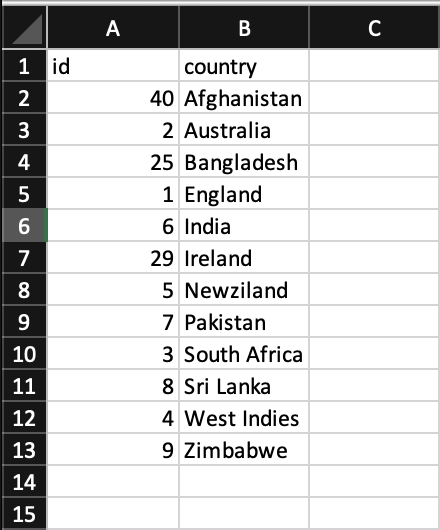 A B C
1 id country
2 40 Afghanistan
3 2 Australia
4 25 Bangladesh
5 1 England
6 6 India
7 29 Ireland
8 5 Newziland
9 7 Pakistan
10 3 South Africa
11 8 Sri Lanka
12 4 West Indies
13 9 Zimbabwe
14
15